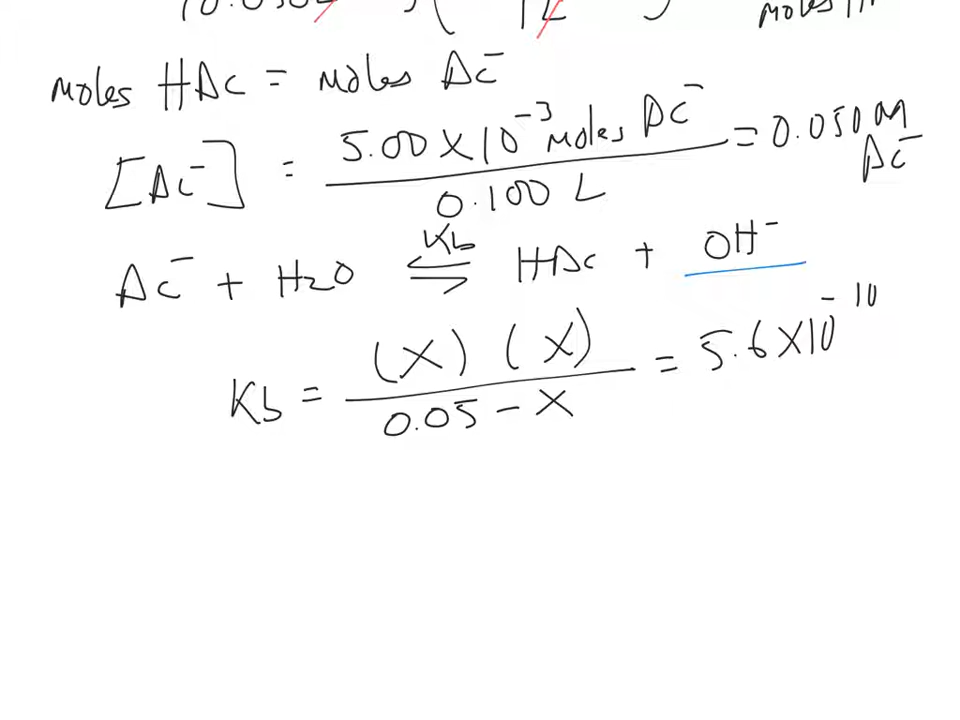 moles
moles HAc = moles Ac⁻
[Ac⁻] = 5.00 X 10⁻³ moles Ac⁻ / 0.100 L = 0.050 M Ac⁻
Ac⁻ + H2O ⇌ Kb HAc + OH⁻
Kb = (X) (X) / 0.05 - X = 5.6 X 10⁻¹⁰